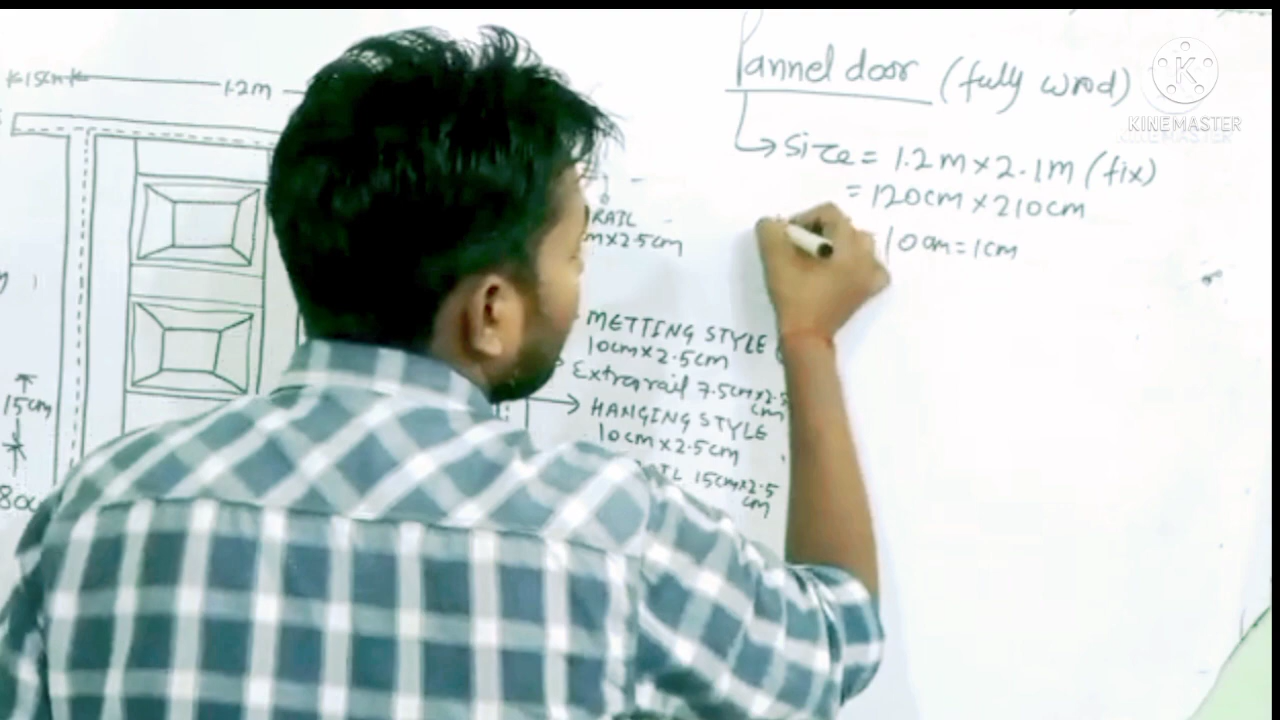 15cm
1.2m
Pannel door (fully wood)
KINEMASTER
Size = 1.2m × 2.1m (fix)
= 120cm × 210cm
10cm = 1cm
RAIL
m×2.5cm
METTING STYLE
10cm×2.5cm
Extra rail 7.5cm×2.5
cm
HANGING STYLE
10cm×2.5cm
15cm×2.5
cm
15cm